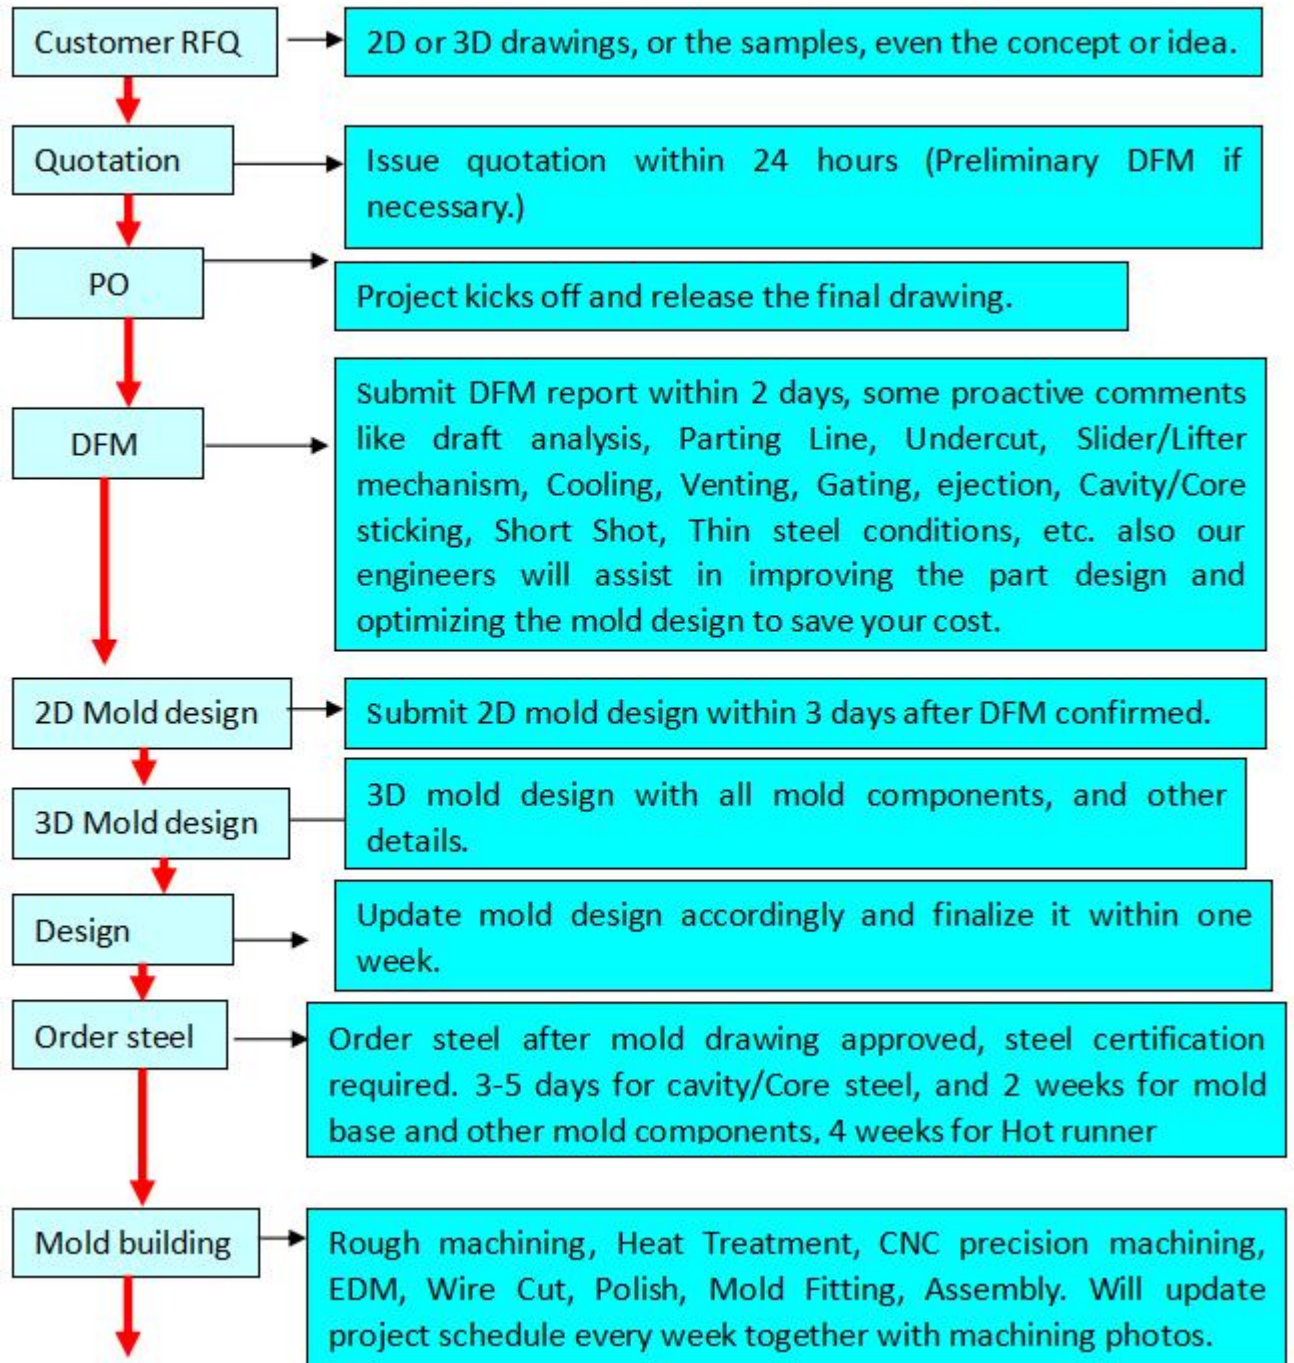 Customer RFQ
2D or 3D drawings, or the samples, even the concept or idea.
Quotation
Issue quotation within 24 hours (Preliminary DFM if
necessary.)
PO
Project kicks off and release the final drawing.
DFM
Submit DFM report within 2 days, some proactive comments
like draft analysis, Parting Line, Undercut, Slider/Lifter
mechanism, Cooling, Venting, Gating, ejection, Cavity/Core
sticking, Short Shot, Thin steel conditions, etc. also our
engineers will assist in improving the part design and
optimizing the mold design to save your cost.
2D Mold design
Submit 2D mold design within 3 days after DFM confirmed.
3D Mold design
3D mold design with all mold components, and other
details.
Design
Update mold design accordingly and finalize it within one
week.
Order steel
Order steel after mold drawing approved, steel certification
required. 3-5 days for cavity/Core steel, and 2 weeks for mold
base and other mold components, 4 weeks for Hot runner
Mold building
Rough machining, Heat Treatment, CNC precision machining,
EDM, Wire Cut, Polish, Mold Fitting, Assembly. Will update
project schedule every week together with machining photos.